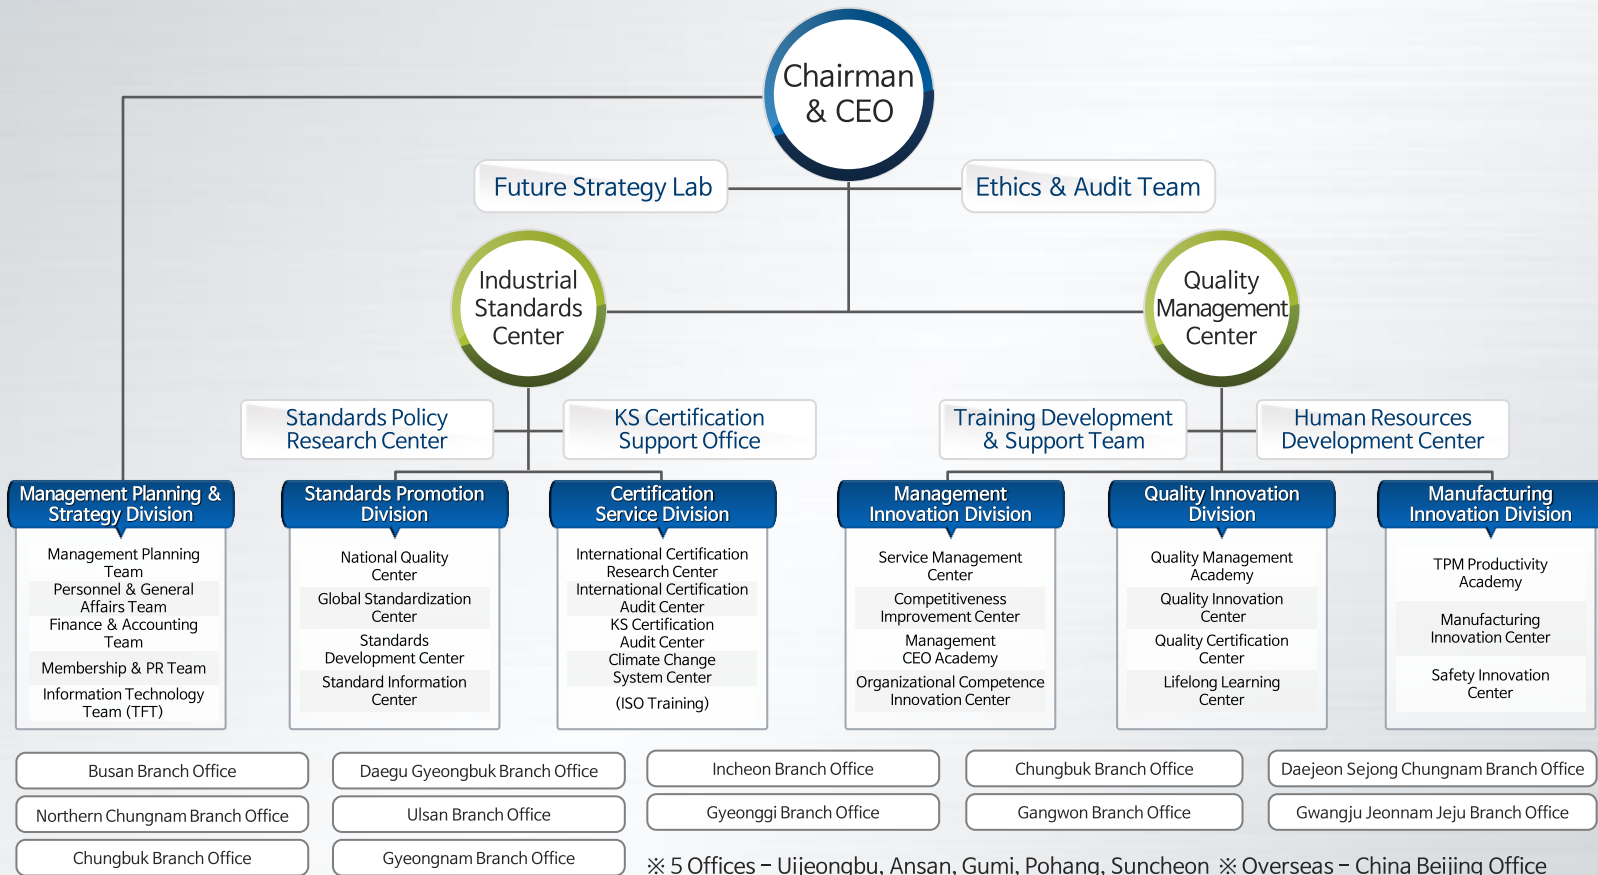 Chairman
& CEO
Future Strategy Lab
Ethics & Audit Team
Industrial
Standards
Center
Quality
Management
Center
Standards Policy
Research Center
KS Certification
Support Office
Training Development
& Support Team
Human Resources
Development Center
Management Planning &
Strategy Division
Management Planning
Team
Personnel & General
Affairs Team
Finance & Accounting
Team
Membership & PR Team
Information Technology
Team (TFT)
Standards Promotion
Division
National Quality
Center
Global Standardization
Center
Standards
Development Center
Standard Information
Center
Certification
Service Division
International Certification
Research Center
International Certification
Audit Center
KS Certification
Audit Center
Climate Change
System Center
(ISO Training)
Management
Innovation Division
Service Management
Center
Competitiveness
Improvement Center
Management
CEO Academy
Organizational Competence
Innovation Center
Quality Innovation
Division
Quality Management
Academy
Quality Innovation
Center
Quality Certification
Center
Lifelong Learning
Center
Manufacturing
Innovation Division
TPM Productivity
Academy
Manufacturing
Innovation Center
Safety Innovation
Center
Busan Branch Office
Daegu Gyeongbuk Branch Office
Incheon Branch Office
Chungbuk Branch Office
Daejeon Sejong Chungnam Branch Office
Northern Chungnam Branch Office
Ulsan Branch Office
Gyeonggi Branch Office
Gangwon Branch Office
Gwangju Jeonnam Jeju Branch Office
Chungbuk Branch Office
Gyeongnam Branch Office
※ 5 Offices – Uijeongbu, Ansan, Gumi, Pohang, Suncheon ※ Overseas – China Beijing Office